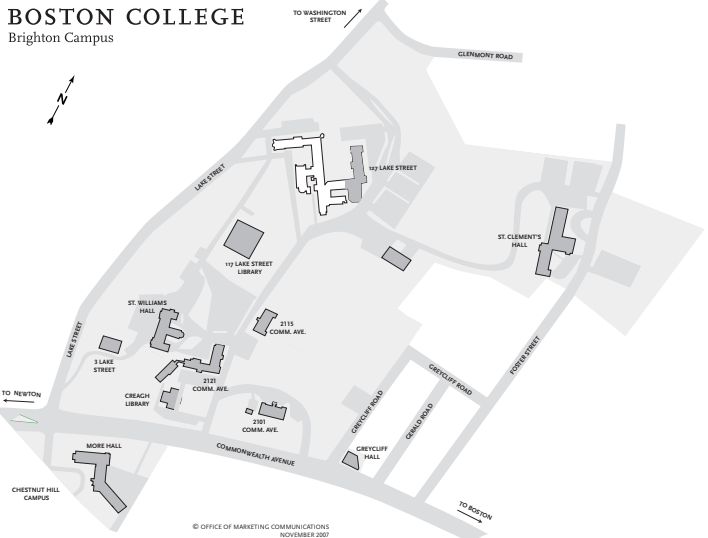 BOSTON COLLEGE
Brighton Campus
TO WASHINGTON
STREET
GLENMONT ROAD
N
LAKE STREET
127 LAKE STREET
ST. CLEMENT'S
HALL
117 LAKE STREET
LIBRARY
ST. WILLIAMS
HALL
2115
COMM. AVE.
LAKE STREET
3 LAKE
STREET
FOSTER STREET
2121
COMM. AVE.
GREYCLIFF ROAD
TO NEWTON
CREAGH
LIBRARY
GREYCLIFF ROAD
GERALD ROAD
2101
COMM. AVE.
MORE HALL
COMMONWEALTH AVENUE
GREYCLIFF
HALL
CHESTNUT HILL
CAMPUS
TO BOSTON
© OFFICE OF MARKETING COMMUNICATIONS
NOVEMBER 2007